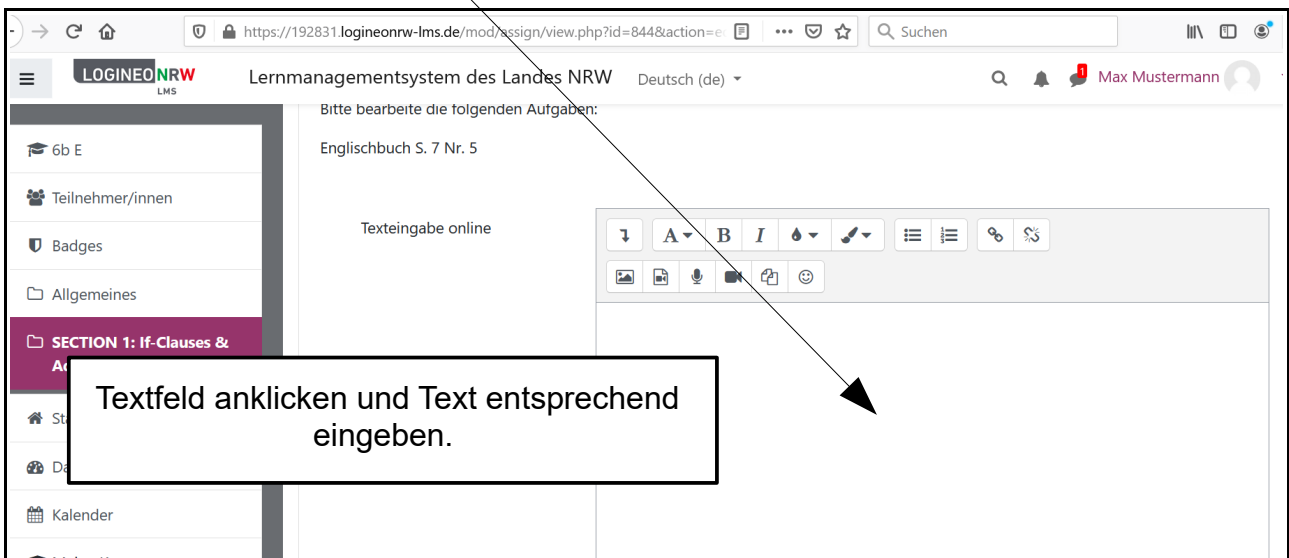 https://192831.logineonrw-lms.de/mod/assign/view.php?id=844&action=e
Suchen
LOGINEO NRW
LMS
Lernmanagementsystem des Landes NRW
Deutsch (de)
1
Max Mustermann
Bitte bearbeite die folgenden Aufgaben:
6b E
Englischbuch S. 7 Nr. 5
Teilnehmer/innen
Texteingabe online
A B I
Badges
Allgemeines
SECTION 1: If-Clauses &
Textfeld anklicken und Text entsprechend
eingeben.
Kalender